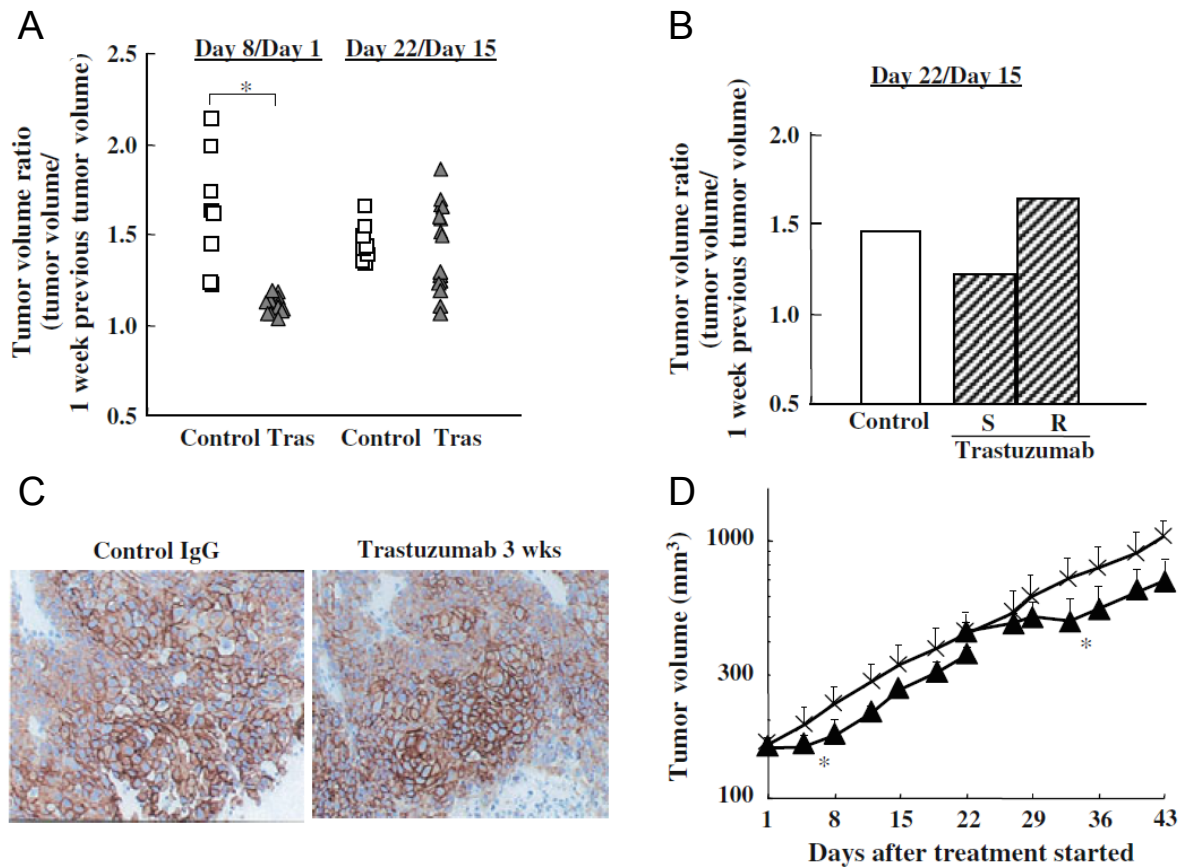 A
Day 8/Day 1
Day 22/Day 15
Tumor volume ratio
(tumor volume/
1 week previous tumor volume)
2.5
2.0
1.5
1.0
0.5
*
Control Tras
Control Tras
B
Day 22/Day 15
Tumor volume ratio
(tumor volume/
1 week previous tumor volume)
2.0
1.5
1.0
0.5
Control
S
R
Trastuzumab
C
Control IgG
Trastuzumab 3 wks
D
Tumor volume (mm³)
1000
300
100
*
*
1 8 15 22 29 36 43
Days after treatment started